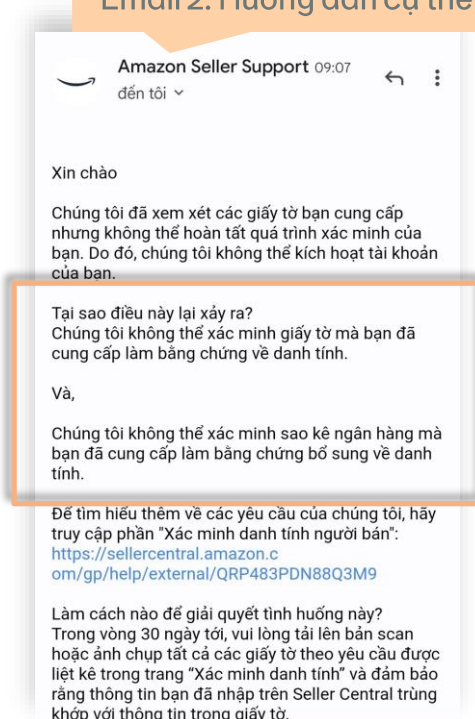 Email 2: Hướng dẫn cụ thể
Amazon Seller Support 09:07
đến tôi
Xin chào
Chúng tôi đã xem xét các giấy tờ bạn cung cấp
nhưng không thể hoàn tất quá trình xác minh của
bạn. Do đó, chúng tôi không thể kích hoạt tài khoản
của bạn.
Tại sao điều này lại xảy ra?
Chúng tôi không thể xác minh giấy tờ mà bạn đã
cung cấp làm bằng chứng về danh tính.
Và,
Chúng tôi không thể xác minh sao kê ngân hàng mà
bạn đã cung cấp làm bằng chứng bổ sung về danh
tính.
Để tìm hiểu thêm về các yêu cầu của chúng tôi, hãy
truy cập phần "Xác minh danh tính người bán":
https://sellercentral.amazon.c
om/gp/help/external/QRP483PDN88Q3M9
Làm cách nào để giải quyết tình huống này?
Trong vòng 30 ngày tới, vui lòng tải lên bản scan
hoặc ảnh chụp tất cả các giấy tờ theo yêu cầu được
liệt kê trong trang “Xác minh danh tính” và đảm bảo
rằng thông tin bạn đã nhập trên Seller Central trùng
khớp với thông tin trong giấy tờ.